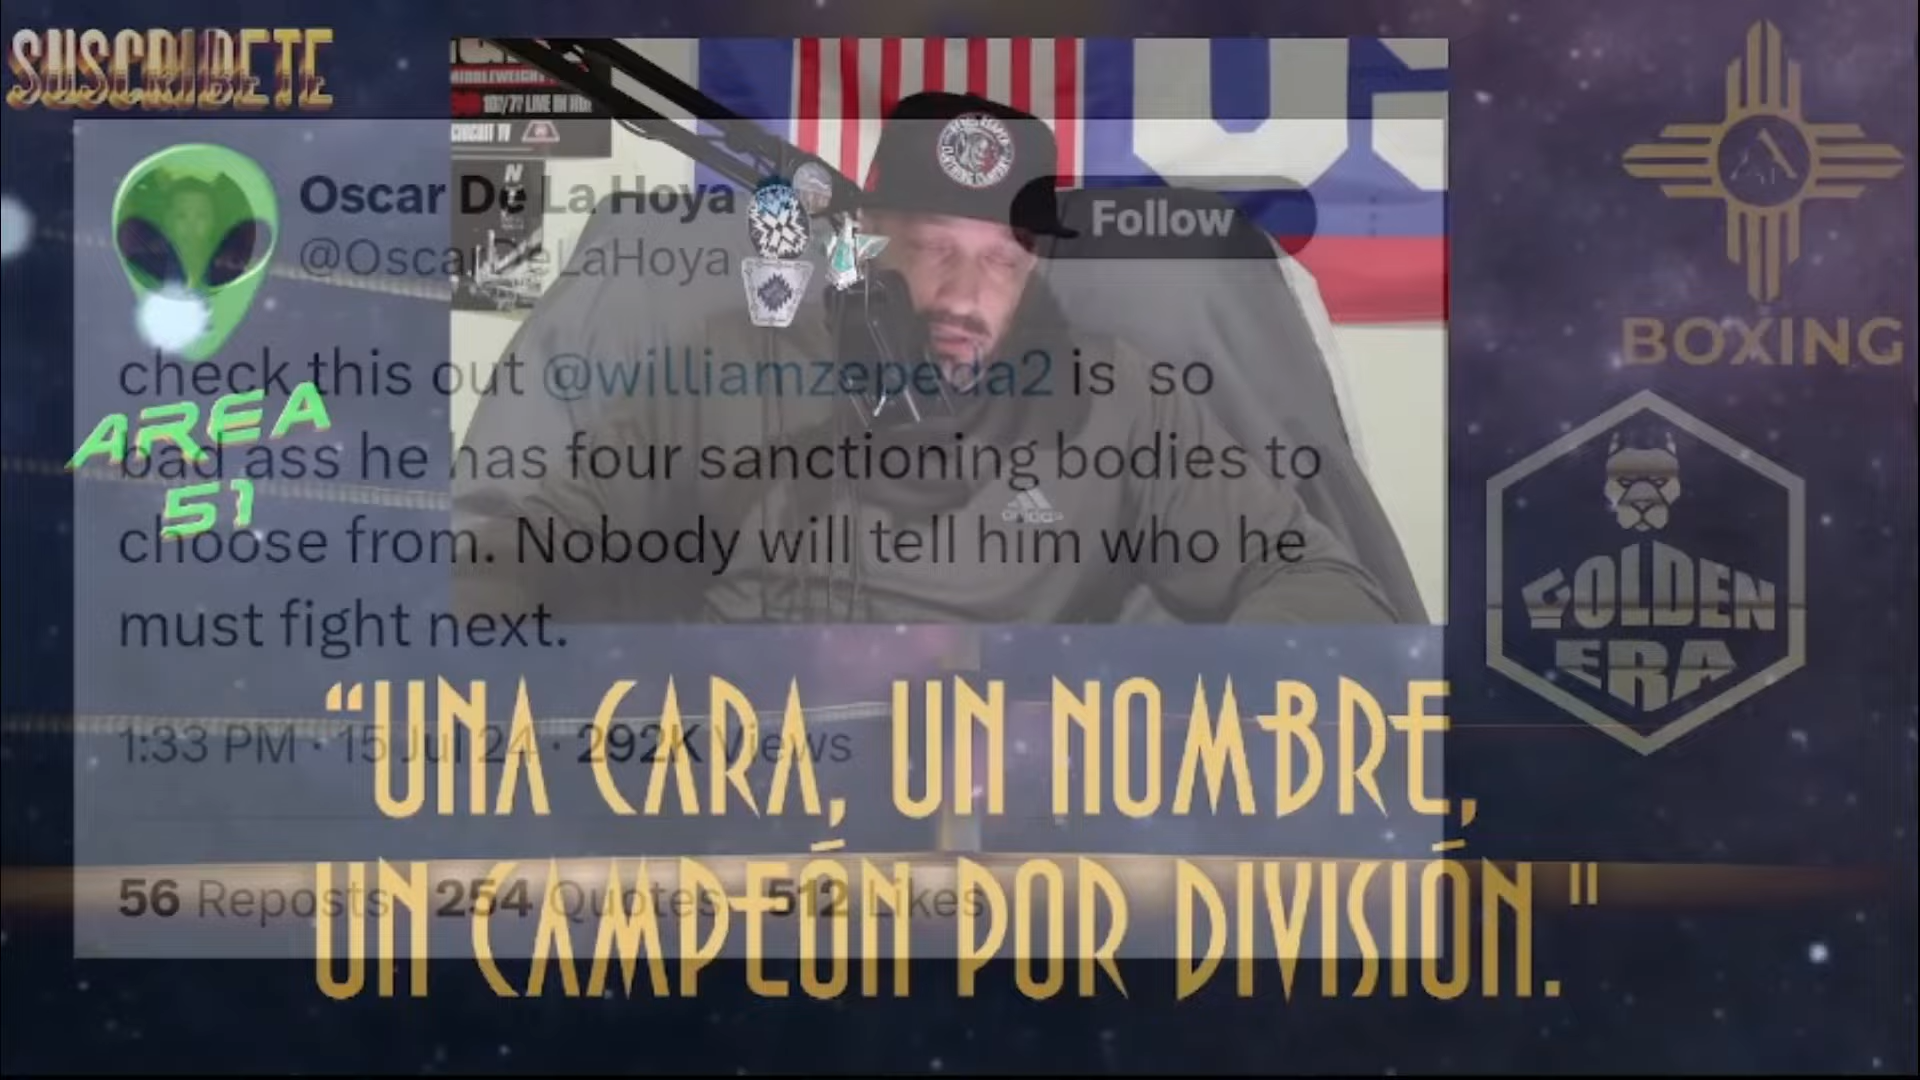 SUSCRIBETE
MIDDLEWEIGHT
Oscar De La Hoya
Follow
@OscarDeLaHoya
check this out @williamzepeda2 is so
bad ass he has four sanctioning bodies to
choose from. Nobody will tell him who he
must fight next.
1:33 PM · 15 Jul 24 · 292K Views
56 Reposts 254 Quotes 512 Likes
AREA
51
adidas
BOXING
GOLDEN
ERA
“UNA CARA, UN NOMBRE,
UN CAMPEÓN POR DIVISIÓN."